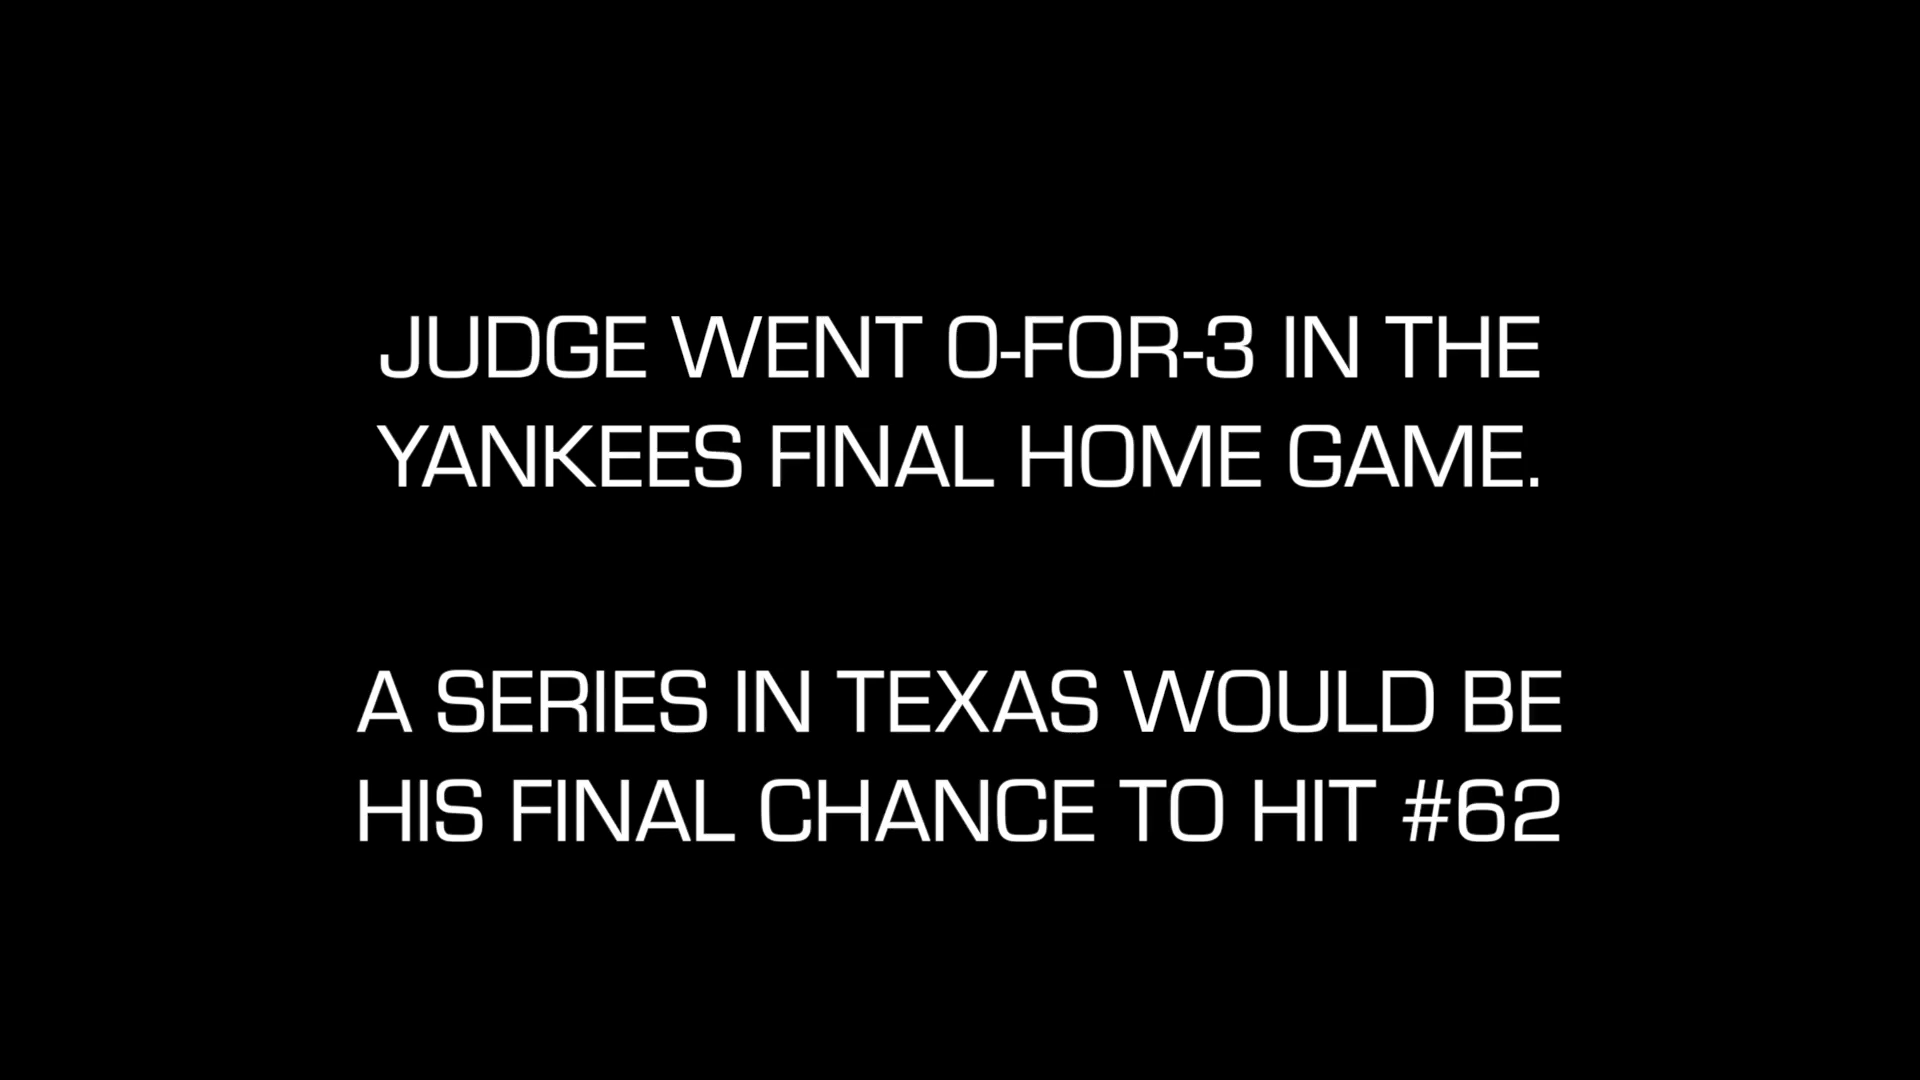 JUDGE WENT 0-FOR-3 IN THE
YANKEES FINAL HOME GAME.
A SERIES IN TEXAS WOULD BE
HIS FINAL CHANCE TO HIT #62